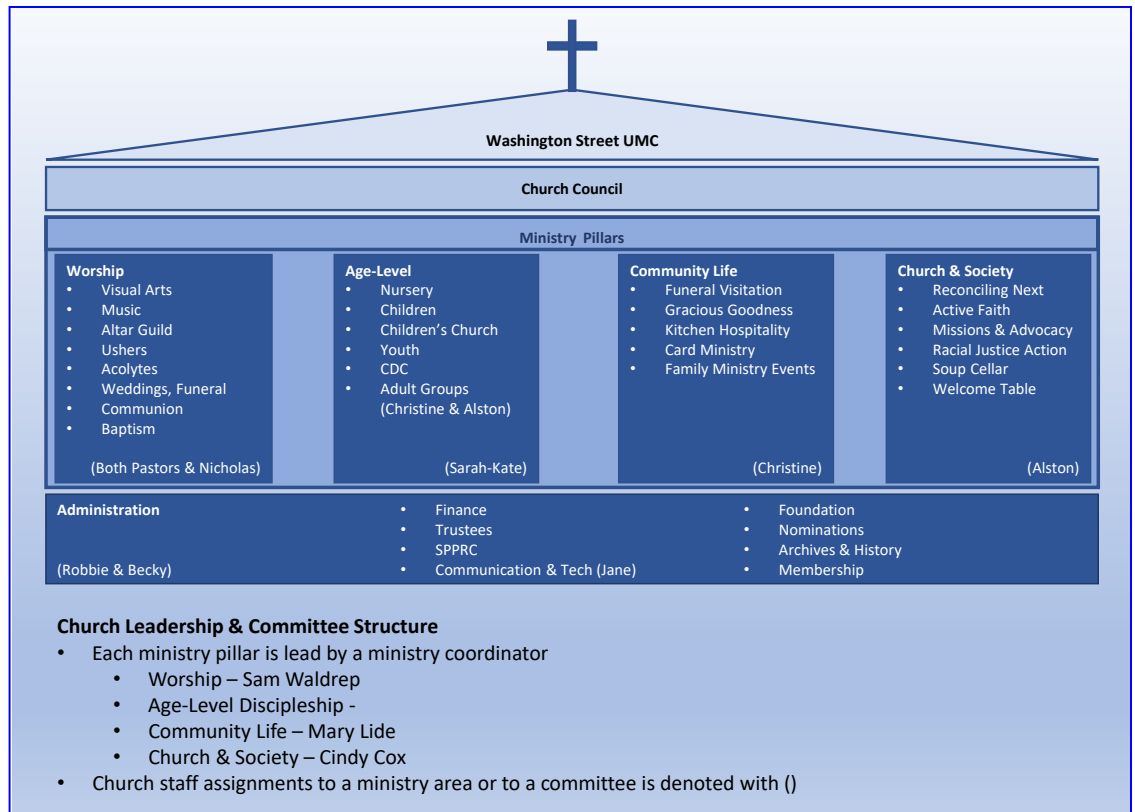 Washington Street UMC
Church Council
Ministry Pillars
Worship
• Visual Arts
• Music
• Altar Guild
• Ushers
• Acolytes
• Weddings, Funeral
• Communion
• Baptism
(Both Pastors & Nicholas)
Age-Level
• Nursery
• Children
• Children’s Church
• Youth
• CDC
• Adult Groups
(Christine & Alston)
(Sarah-Kate)
Community Life
• Funeral Visitation
• Gracious Goodness
• Kitchen Hospitality
• Card Ministry
• Family Ministry Events
(Christine)
Church & Society
• Reconciling Next
• Active Faith
• Missions & Advocacy
• Racial Justice Action
• Soup Cellar
• Welcome Table
(Alston)
Administration
(Robbie & Becky)
• Finance
• Trustees
• SPPRC
• Communication & Tech (Jane)
• Foundation
• Nominations
• Archives & History
• Membership
Church Leadership & Committee Structure
• Each ministry pillar is lead by a ministry coordinator
• Worship – Sam Waldrep
• Age-Level Discipleship -
• Community Life – Mary Lide
• Church & Society – Cindy Cox
• Church staff assignments to a ministry area or to a committee is denoted with ()